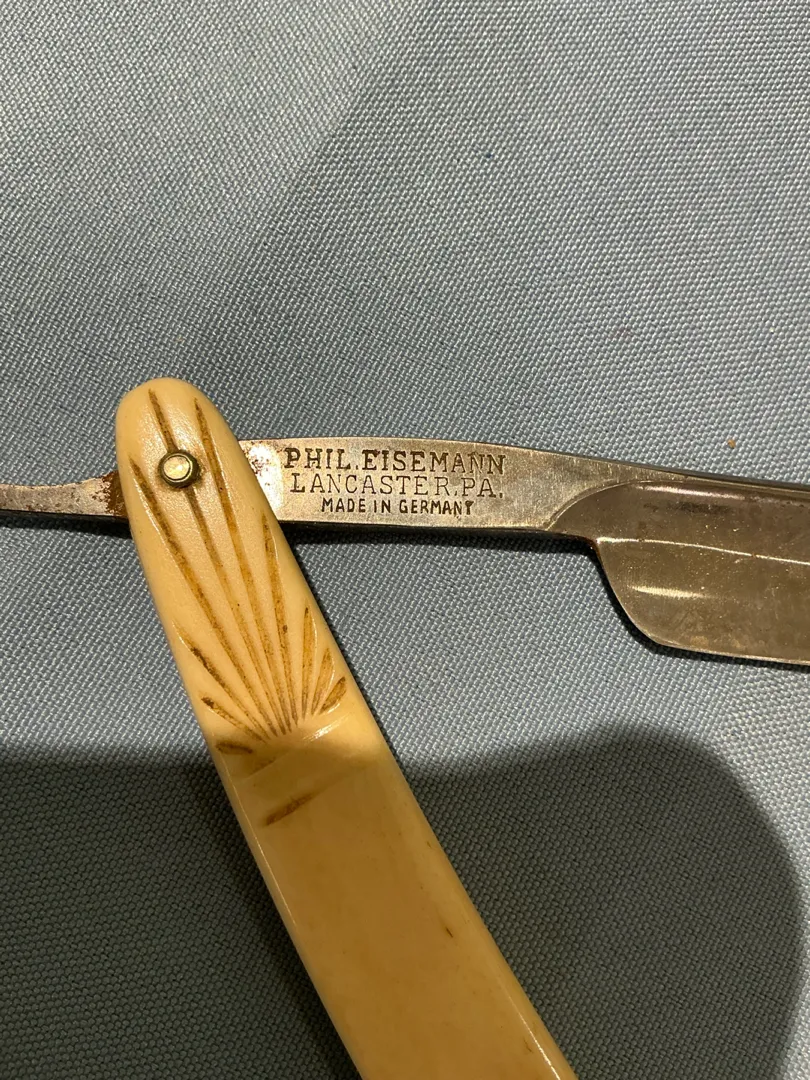 PHIL. EISEMANN
LANCASTER, PA.
MADE IN GERMANY